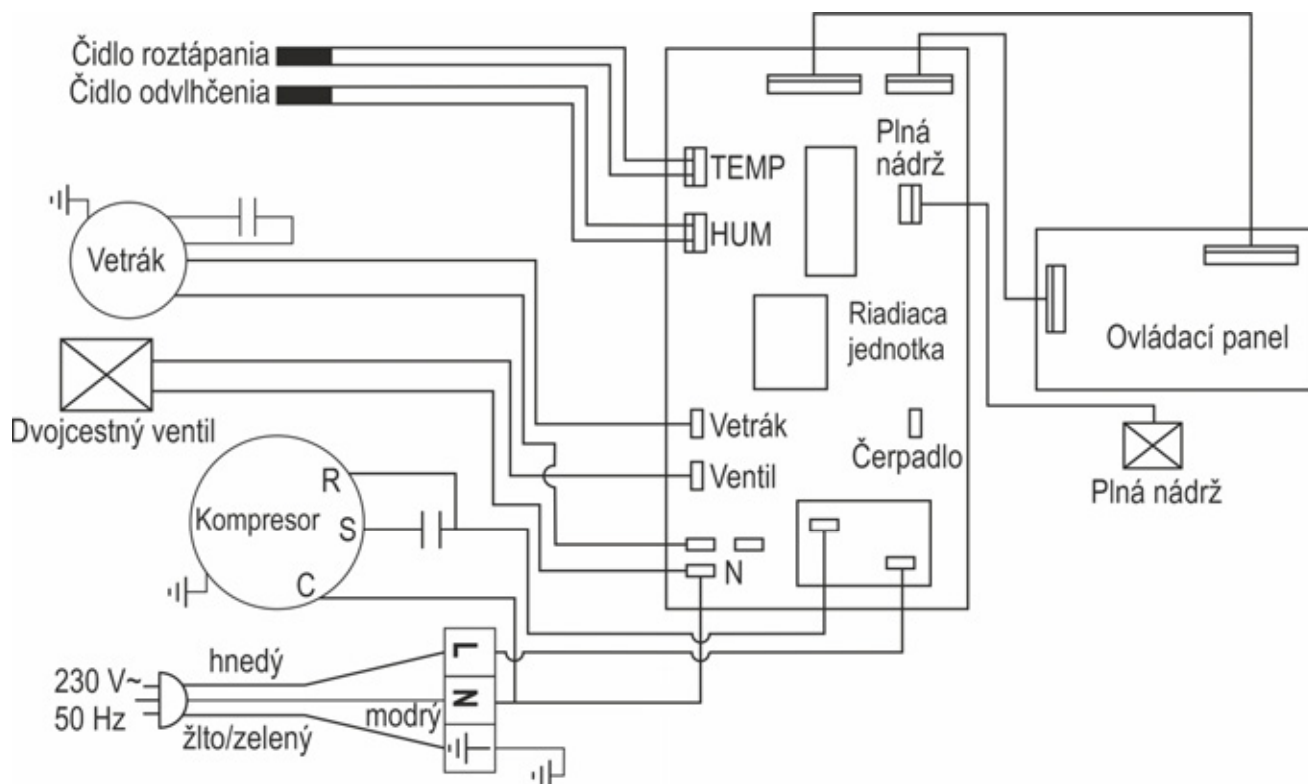 Čidlo roztápania
Čidlo odvlhčenia
TEMP
HUM
Plná
nádrž
Vetrák
Riadiaca
jednotka
Ovládací panel
Dvojcestný ventil
Vetrák
Ventil
Čerpadlo
Plná nádrž
Kompresor
R
S
C
N
230 V~
50 Hz
hnedý
modrý
žlto/zelený
L
N